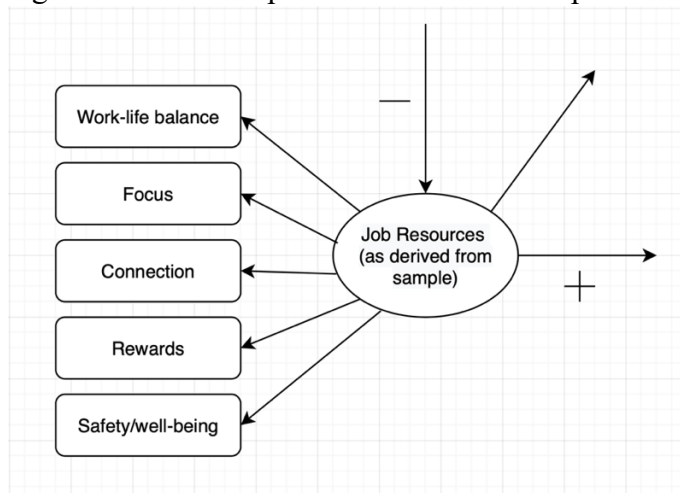 Work-life balance
Focus
Connection
Rewards
Safety/well-being
Job Resources
(as derived from
sample)
—
+